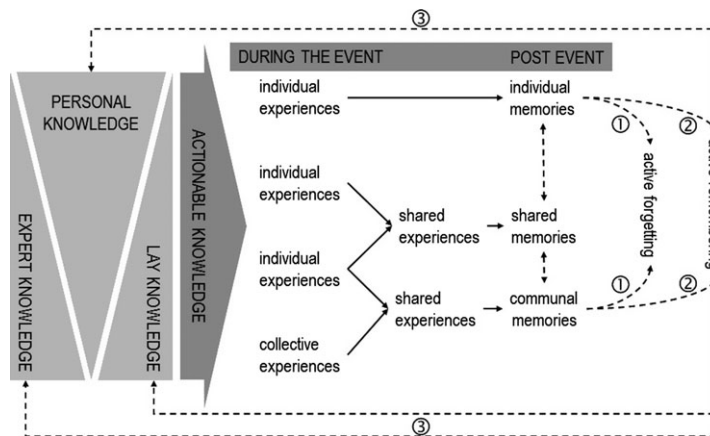 ③
DURING THE EVENT
POST EVENT
PERSONAL
KNOWLEDGE
EXPERT KNOWLEDGE
LAY KNOWLEDGE
ACTIONABLE KNOWLEDGE
individual
experiences
individual
memories
①
②
active forgetting
individual
experiences
shared
experiences
shared
memories
individual
experiences
shared
experiences
communal
memories
①
②
collective
experiences
③